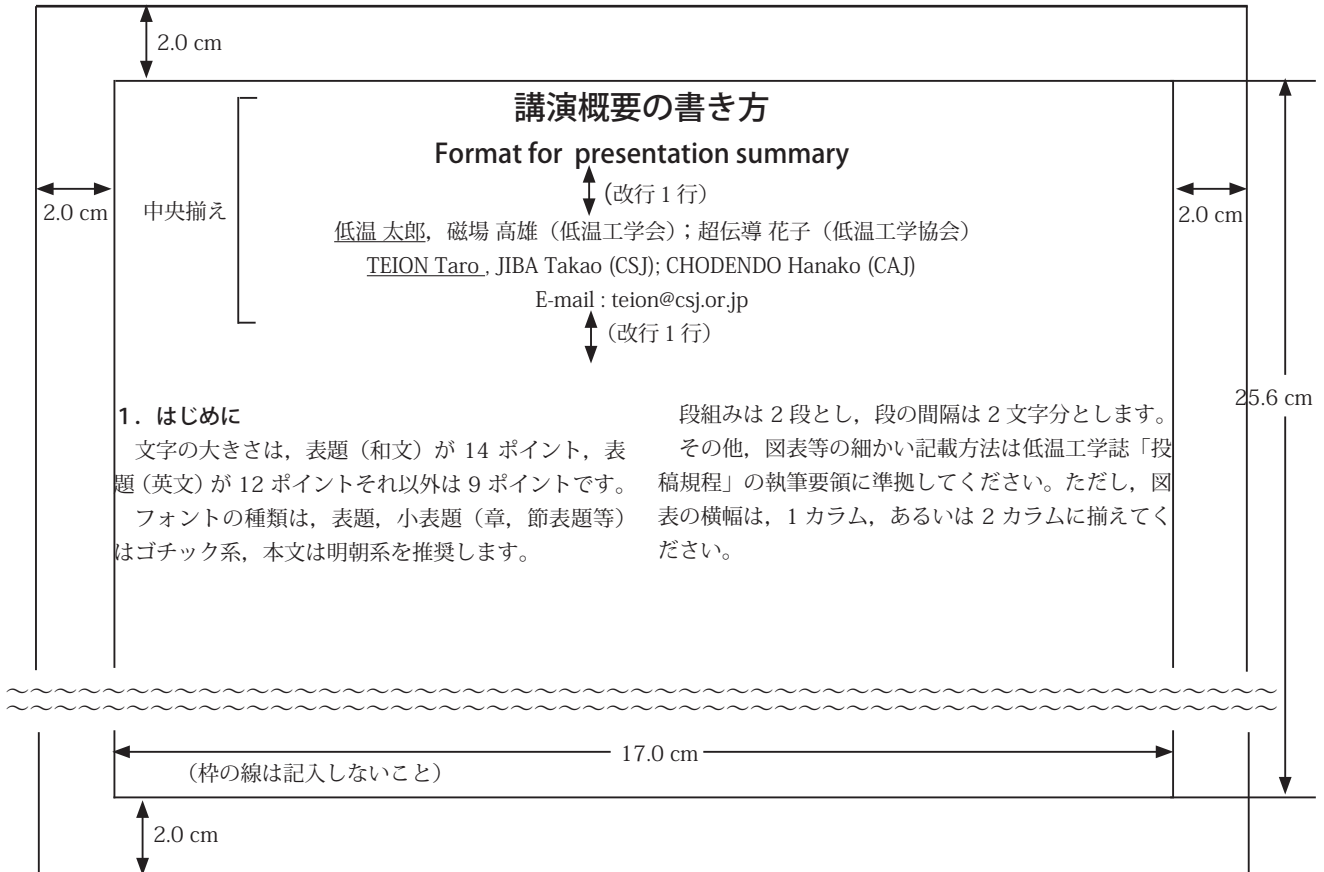 2.0 cm
講演概要の書き方
Format for presentation summary
(改行 1 行）
2.0 cm
中央揃え
2.0 cm
低温 太郎，磁場 高雄（低温工学会）；超伝導 花子（低温工学協会）
TEION Taro , JIBA Takao (CSJ); CHODENDO Hanako (CAJ)
E-mail : teion@csj.or.jp
（改行 1 行）
25.6 cm
1．はじめに
文字の大きさは，表題（和文）が 14 ポイント，表
題（英文）が 12 ポイントそれ以外は 9 ポイントです。
フォントの種類は，表題，小表題（章，節表題等）
はゴチック系，本文は明朝系を推奨します。
段組みは 2 段とし，段の間隔は 2 文字分とします。
その他，図表等の細かい記載方法は低温工学誌「投
稿規程」の執筆要領に準拠してください。ただし，図
表の横幅は，1 カラム，あるいは 2 カラムに揃えてく
ださい。
17.0 cm
（枠の線は記入しないこと）
2.0 cm